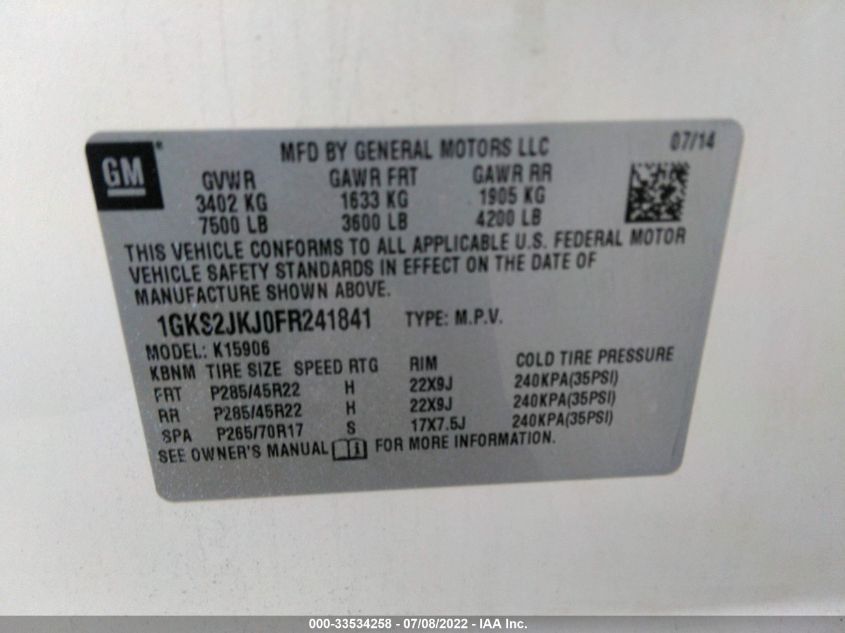 GM
MFD BY GENERAL MOTORS LLC 07/14
GVWR GAWR FRT GAWR RR
3402 KG 1633 KG 1905 KG
7500 LB 3600 LB 4200 LB
THIS VEHICLE CONFORMS TO ALL APPLICABLE U.S. FEDERAL MOTOR
VEHICLE SAFETY STANDARDS IN EFFECT ON THE DATE OF
MANUFACTURE SHOWN ABOVE.
1GKS2JKJ0FR241841 TYPE: M.P.V.
MODEL: K15906
KBNM TIRE SIZE SPEED RTG RIM COLD TIRE PRESSURE
FRT P285/45R22 H 22X9J 240KPA(35PSI)
RR P285/45R22 H 22X9J 240KPA(35PSI)
SPA P265/70R17 S 17X7.5J 240KPA(35PSI)
SEE OWNER'S MANUAL FOR MORE INFORMATION.
000-33534258 - 07/08/2022 - IAA Inc.